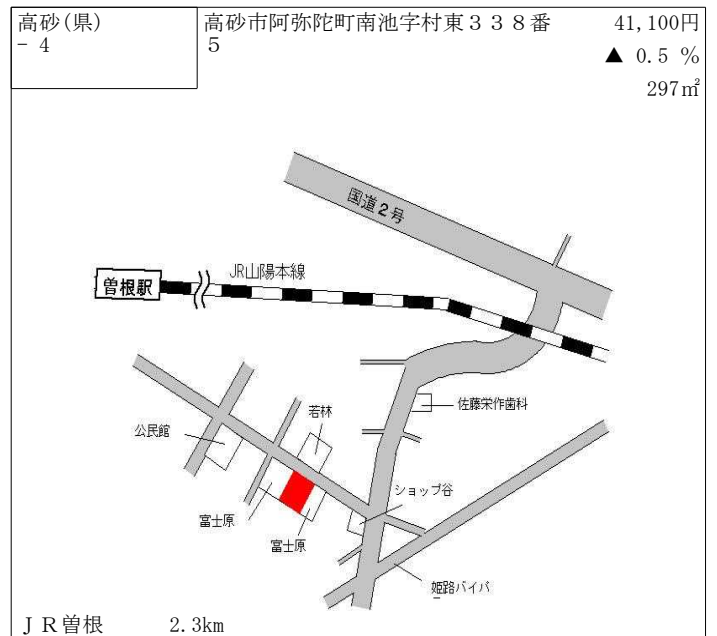 高砂(県)
－４
高砂市阿弥陀町南池字村東３３８番
５
41,100円
▲ 0.5 %
297㎡
国道２号
JR山陽本線
曽根駅
佐藤栄作歯科
若林
公民館
ショップ谷
富士原
富士原
姫路バイパ
ＪＲ曽根 2.3km